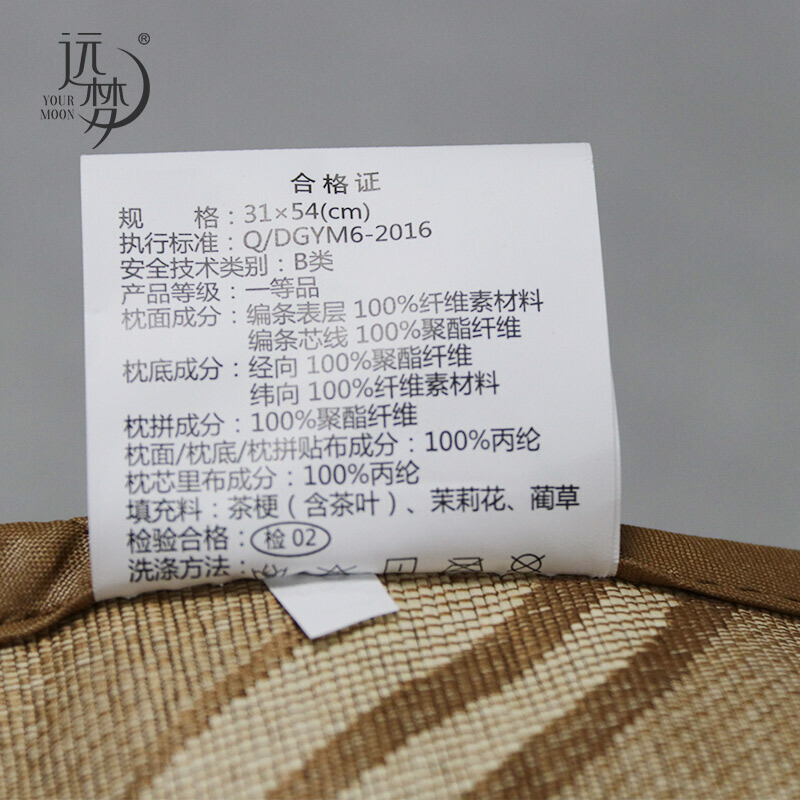 远梦®
YOUR
MOON
合格证
规 格：31×54(cm)
执行标准：Q/DGYM6-2016
安全技术类别：B类
产品等级：一等品
枕面成分：编条表层 100%纤维素材料
编条芯线 100%聚酯纤维
枕底成分：经向 100%聚酯纤维
纬向 100%纤维素材料
枕拼成分：100%聚酯纤维
枕面/枕底/枕拼贴布成分：100%丙纶
枕芯里布成分：100%丙纶
填充料：茶梗（含茶叶）、茉莉花、蔺草
检验合格：检 02
洗涤方法：